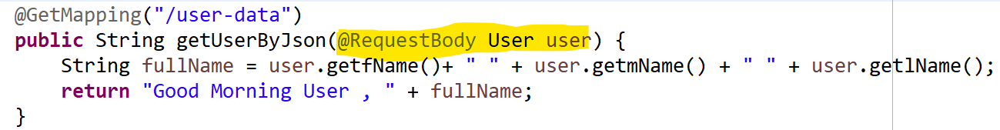 @GetMapping("/user-data")
public String getUserByJson(@RequestBody User user) {
String fullName = user.getfName()+ " " + user.getmName() + " " + user.getlName();
return "Good Morning User , " + fullName;
}